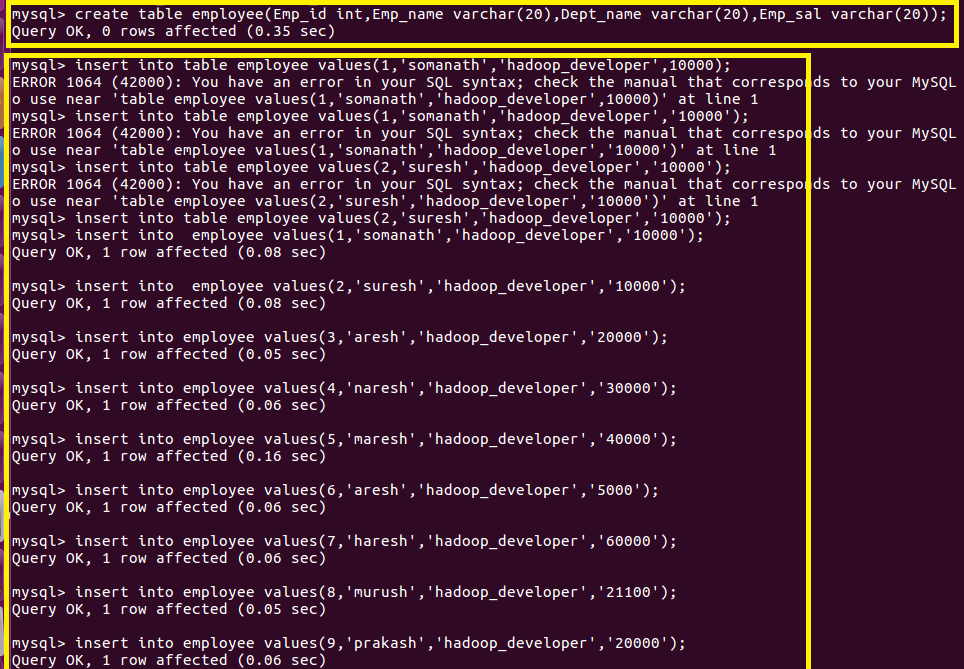 mysql> create table employee(Emp_id int,Emp_name varchar(20),Dept_name varchar(20),Emp_sal varchar(20));
Query OK, 0 rows affected (0.35 sec)
mysql> insert into table employee values(1,'somanath','hadoop_developer',10000);
ERROR 1064 (42000): You have an error in your SQL syntax; check the manual that corresponds to your MySQL
o use near 'table employee values(1,'somanath','hadoop_developer',10000)' at line 1
mysql> insert into table employee values(1,'somanath','hadoop_developer','10000');
ERROR 1064 (42000): You have an error in your SQL syntax; check the manual that corresponds to your MySQL
o use near 'table employee values(1,'somanath','hadoop_developer','10000')' at line 1
mysql> insert into table employee values(2,'suresh','hadoop_developer','10000');
ERROR 1064 (42000): You have an error in your SQL syntax; check the manual that corresponds to your MySQL
o use near 'table employee values(2,'suresh','hadoop_developer','10000')' at line 1
mysql> insert into table employee values(2,'suresh','hadoop_developer','10000');
mysql> insert into  employee values(1,'somanath','hadoop_developer','10000');
Query OK, 1 row affected (0.08 sec)
mysql> insert into  employee values(2,'suresh','hadoop_developer','10000');
Query OK, 1 row affected (0.08 sec)
mysql> insert into employee values(3,'aresh','hadoop_developer','20000');
Query OK, 1 row affected (0.05 sec)
mysql> insert into employee values(4,'naresh','hadoop_developer','30000');
Query OK, 1 row affected (0.06 sec)
mysql> insert into employee values(5,'maresh','hadoop_developer','40000');
Query OK, 1 row affected (0.16 sec)
mysql> insert into employee values(6,'aresh','hadoop_developer','5000');
Query OK, 1 row affected (0.06 sec)
mysql> insert into employee values(7,'haresh','hadoop_developer','60000');
Query OK, 1 row affected (0.06 sec)
mysql> insert into employee values(8,'murush','hadoop_developer','21100');
Query OK, 1 row affected (0.05 sec)
mysql> insert into employee values(9,'prakash','hadoop_developer','20000');
Query OK, 1 row affected (0.06 sec)